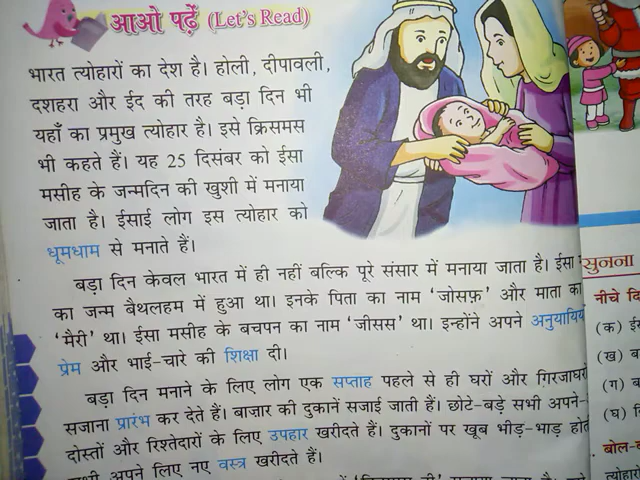 आओ पढ़ें (Let's Read)
भारत त्योहारों का देश है। होली, दीपावली,
दशहरा और ईद की तरह बड़ा दिन भी
यहाँ का प्रमुख त्योहार है। इसे क्रिसमस
भी कहते हैं। यह 25 दिसंबर को ईसा
मसीह के जन्मदिन की खुशी में मनाया
जाता है। ईसाई लोग इस त्योहार को
धूमधाम से मनाते हैं।
बड़ा दिन केवल भारत में ही नहीं बल्कि पूरे संसार में मनाया जाता है। ईसा
का जन्म बैथलहम में हुआ था। इनके पिता का नाम 'जोसफ़' और माता का
'मैरी' था। ईसा मसीह के बचपन का नाम 'जीसस' था। इन्होंने अपने
प्रेम और भाई-चारे की शिक्षा दी।
बड़ा दिन मनाने के लिए लोग एक सप्ताह पहले से ही घरों और
सजाना प्रारंभ कर देते हैं। बाजार की दुकानें सजाई जाती हैं। छोटे-बड़े सभी अपने-
दोस्तों और रिश्तेदारों के लिए उपहार खरीदते हैं। दुकानों पर खूब भीड़-भाड़
अपने लिए नए वस्त्र खरीदते हैं।
सुनना
नीचे
(क)
(ख)
(ग)
(घ)